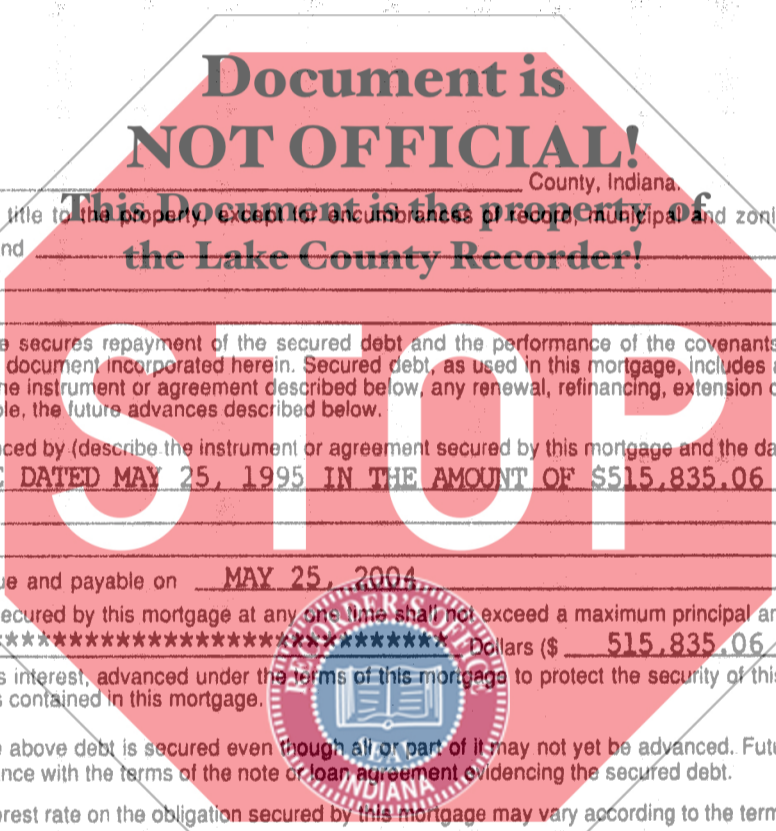 Document is
NOT OFFICIAL!
County, Indiana.
This Document is the property of
title to the property, except for encumbrances of record, municipal and zoni
nd
the Lake County Recorder!
STOP
e secures repayment of the secured debt and the performance of the covenants
document incorporated herein. Secured debt, as used in this mortgage, includes a
ne instrument or agreement described below, any renewal, refinancing, extension o
ole, the future advances described below.
nced by (describe the instrument or agreement secured by this mortgage and the da
E DATED MAY 25, 1995 IN THE AMOUNT OF $515,835.06
ue and payable on MAY 25, 2004
ecured by this mortgage at any one time shall not exceed a maximum principal am
************************************ Dollars ($ 515,835.06
s interest, advanced under the terms of this mortgage to protect the security of this
s contained in this mortgage.
e above debt is secured even though all or part of it may not yet be advanced. Futu
ance with the terms of the note or loan agreement evidencing the secured debt.
erest rate on the obligation secured by this mortgage may vary according to the term
RECORDER'S OFFICE
SEAL
INDIANA